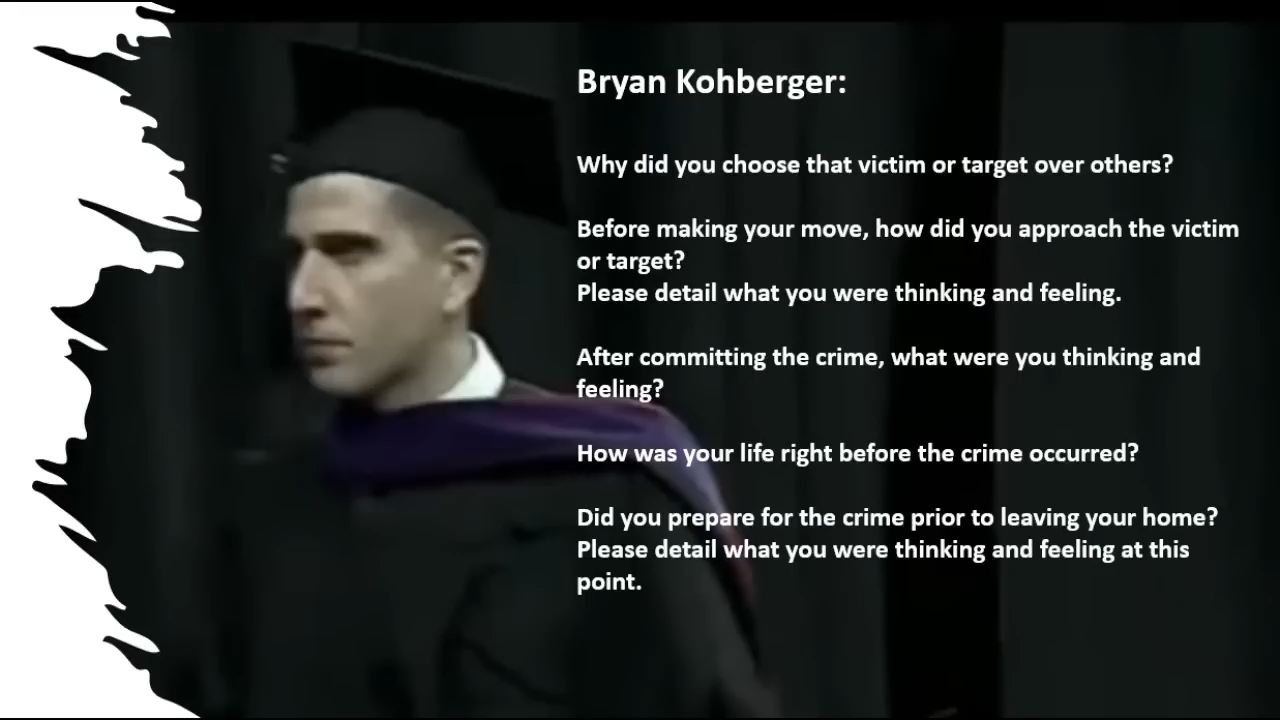 Bryan Kohberger:
Why did you choose that victim or target over others?
Before making your move, how did you approach the victim
or target?
Please detail what you were thinking and feeling.
After committing the crime, what were you thinking and
feeling?
How was your life right before the crime occurred?
Did you prepare for the crime prior to leaving your home?
Please detail what you were thinking and feeling at this
point.